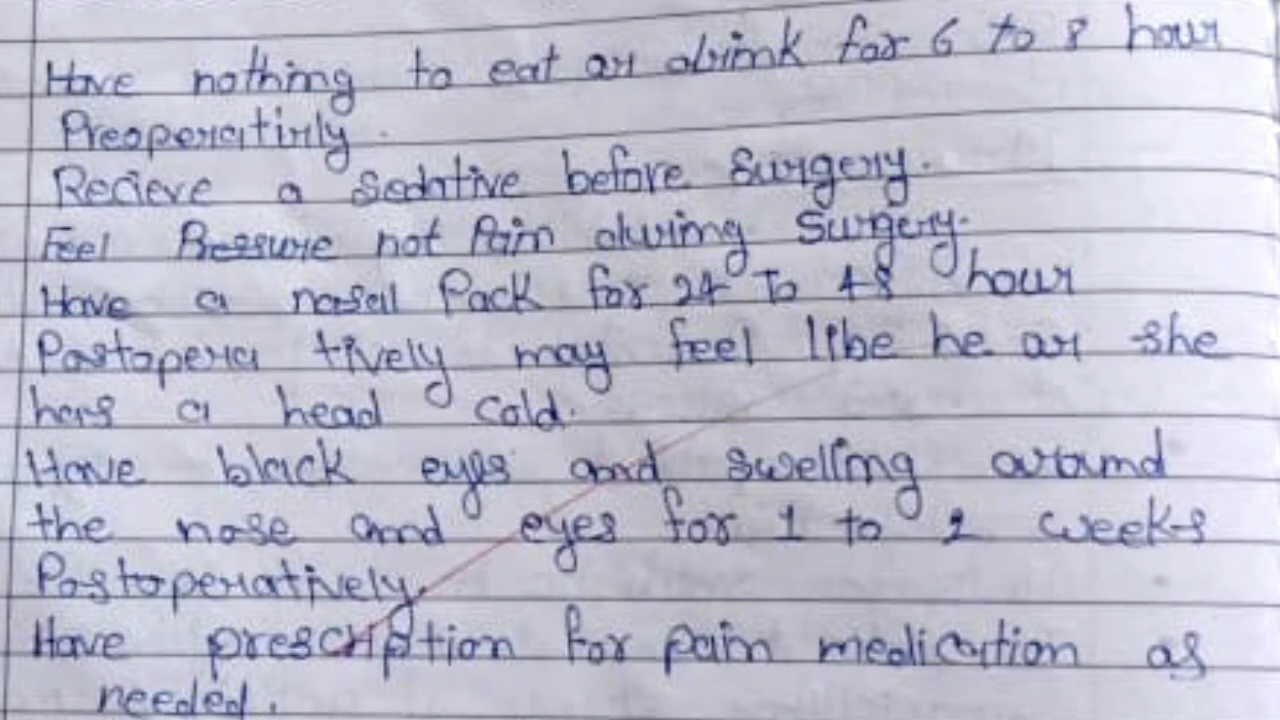 Have nothing to eat or drink for 6 to 8 hour
Preoperatively.
Recieve a Sedative before Surgery.
Feel Pressure not Pain during Surgery.
Have a nasal Pack for 24 To 48 hour
Postopera tively may feel like he or she
has a head cold.
Have black eyes and swelling around
the nose and eyes for 1 to 2 weeks
Postoperatively.
Have prescription for pain medication as
needed.